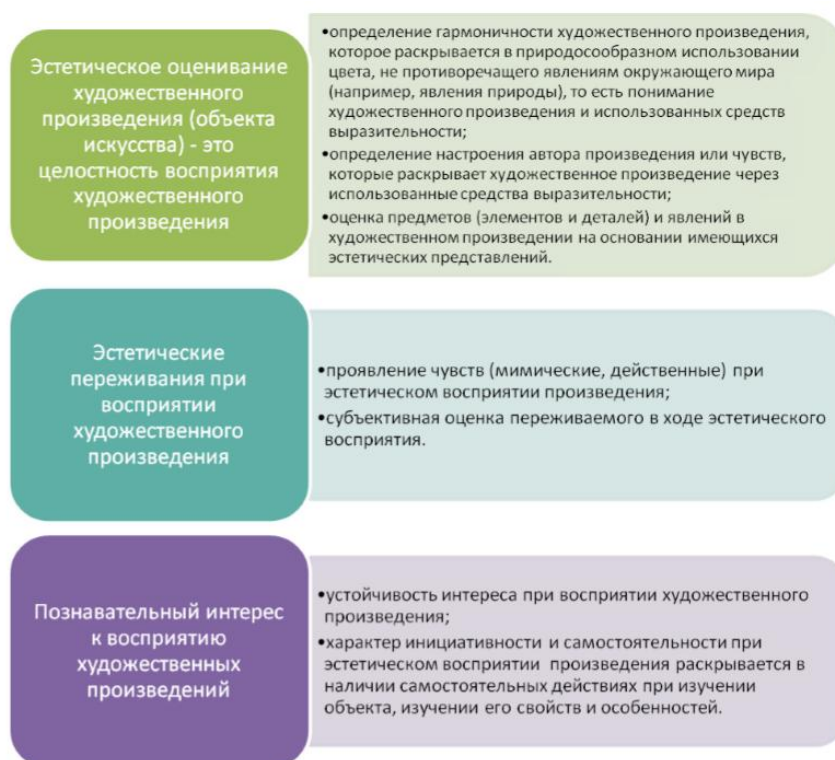 Эстетическое оценивание
художественного
произведения (объекта
искусства) - это
целостность восприятия
художественного
произведения
•определение гармоничности художественного произведения,
которое раскрывается в природосообразном использовании
цвета, не противоречащего явлениям окружающего мира
(например, явления природы), то есть понимание
художественного произведения и использованных средств
выразительности;
•определение настроения автора произведения или чувств,
которые раскрывает художественное произведение через
использованные средства выразительности;
•оценка предметов (элементов и деталей) и явлений в
художественном произведении на основании имеющихся
эстетических представлений.
Эстетические
переживания при
восприятии
художественного
произведения
•проявление чувств (мимические, действенные) при
эстетическом восприятии произведения;
•субъективная оценка переживаемого в ходе эстетического
восприятия.
Познавательный интерес
к восприятию
художественных
произведений
•устойчивость интереса при восприятии художественного
произведения;
•характер инициативности и самостоятельности при
эстетическом восприятии произведения раскрывается в
наличии самостоятельных действиях при изучении
объекта, изучении его свойств и особенностей.